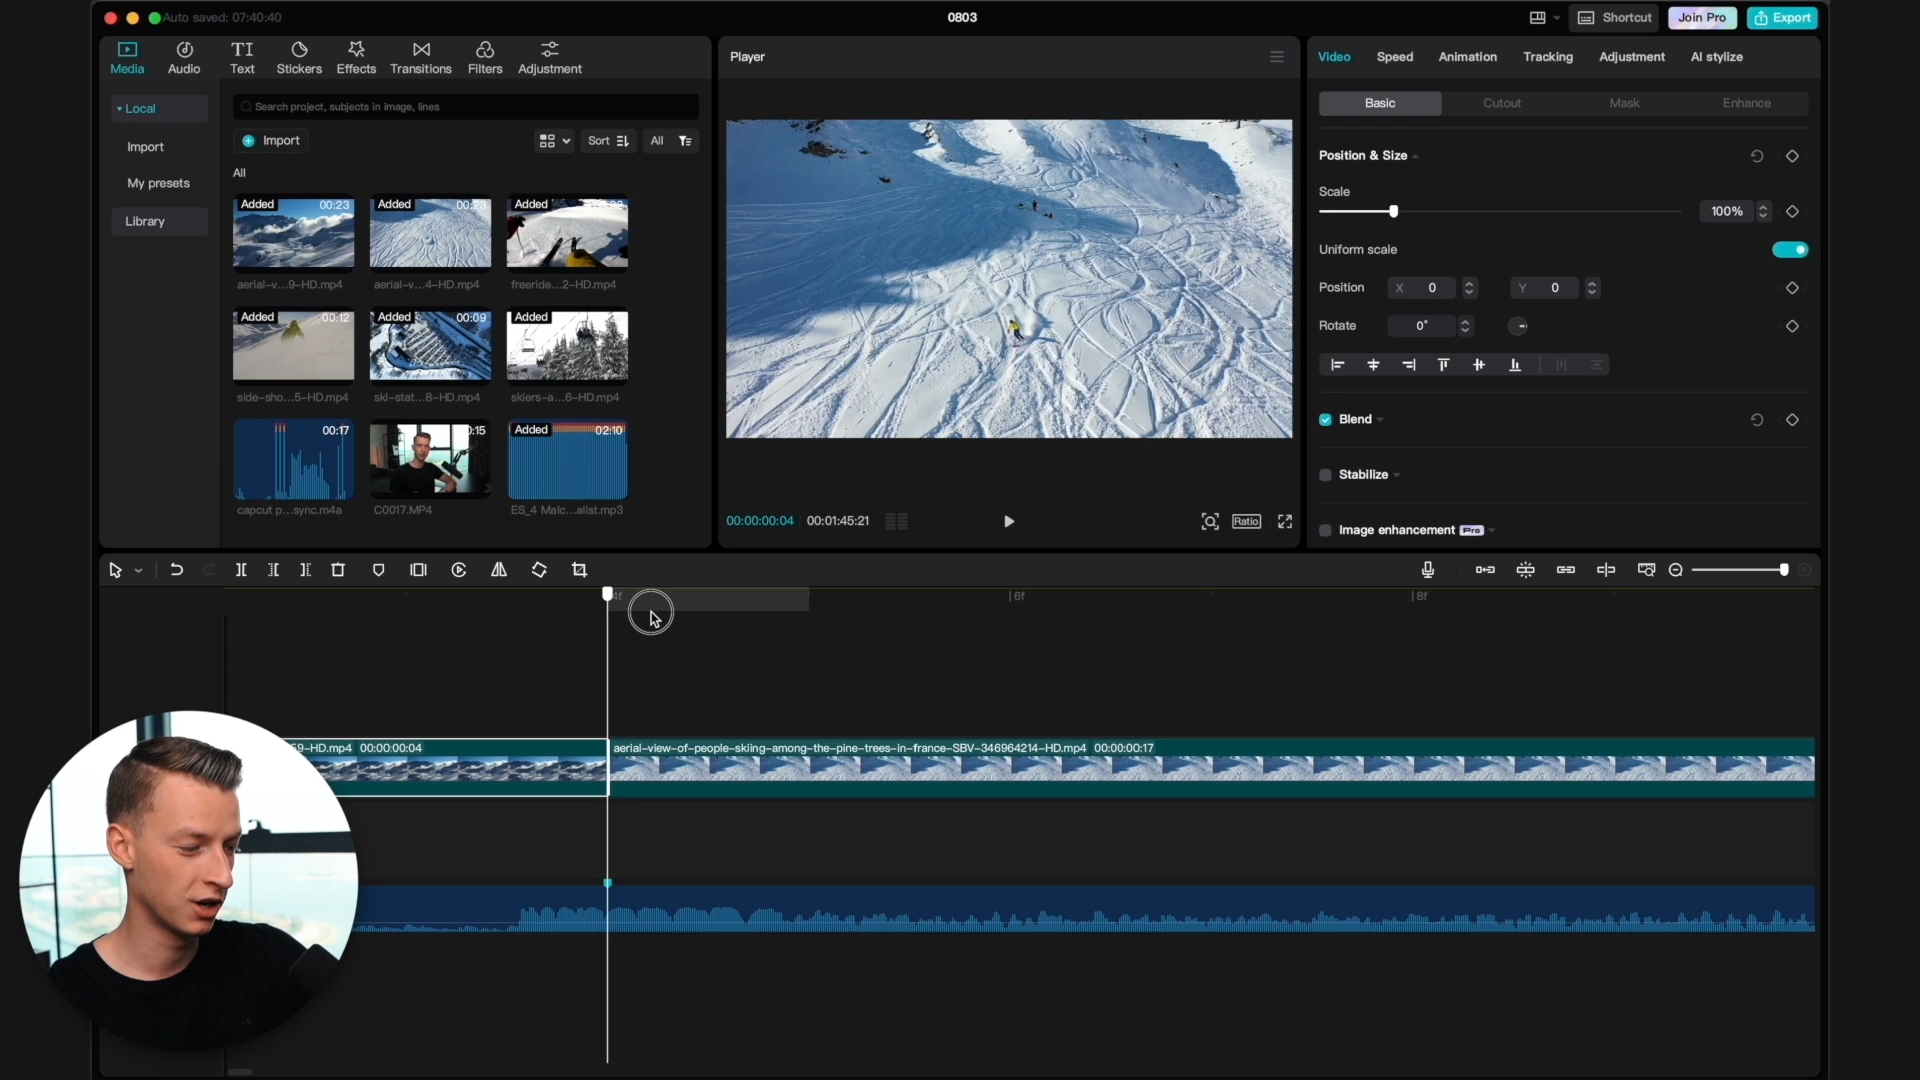 Auto saved: 07:40:40
0803
Shortcut
Join Pro
Export
Media
Audio
TI
Text
Stickers
Effects
Transitions
Filters
Adjustment
Local
Import
My presets
Library
Search project, subjects in image, lines
Import
Sort
All
All
Added 00:23
aerial-v...9-HD.mp4
Added 00:23
aerial-v...4-HD.mp4
Added
freeride...2-HD.mp4
Added 00:12
side-sho...5-HD.mp4
Added 00:09
ski-stat...8-HD.mp4
Added
skiers-a...6-HD.mp4
00:17
capcut p...sync.m4a
0:15
C0017.MP4
Added 02:10
ES_4 Malc...alist.mp3
Player
00:00:00:04 00:01:45:21
Ratio
Video
Speed
Animation
Tracking
Adjustment
AI stylize
Basic
Cutout
Mask
Enhance
Position & Size
Scale
100%
Uniform scale
Position
X 0
Y 0
Rotate
0°
Blend
Stabilize
Image enhancement Pro
4f
6f
8f
59-HD.mp4 00:00:00:04
aerial-view-of-people-skiing-among-the-pine-trees-in-france-SBV-346964214-HD.mp4 00:00:00:17